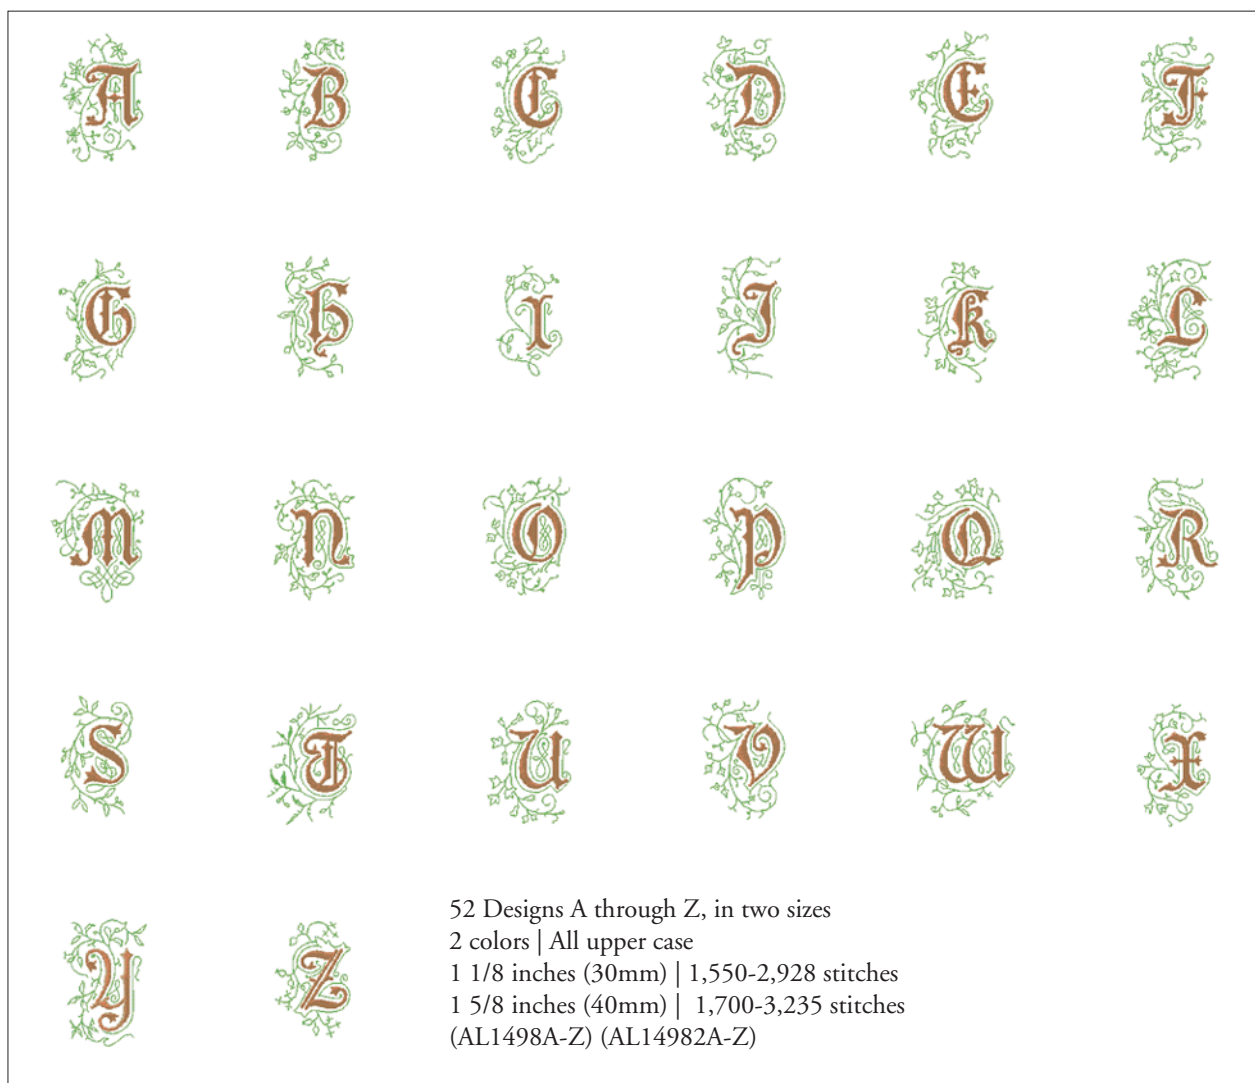 A B C D E F
G H I J K L
M N O P Q R
S T U V W X
Y Z
52 Designs A through Z, in two sizes
2 colors | All upper case
1 1/8 inches (30mm) | 1,550-2,928 stitches
1 5/8 inches (40mm) | 1,700-3,235 stitches
(AL1498A-Z) (AL14982A-Z)